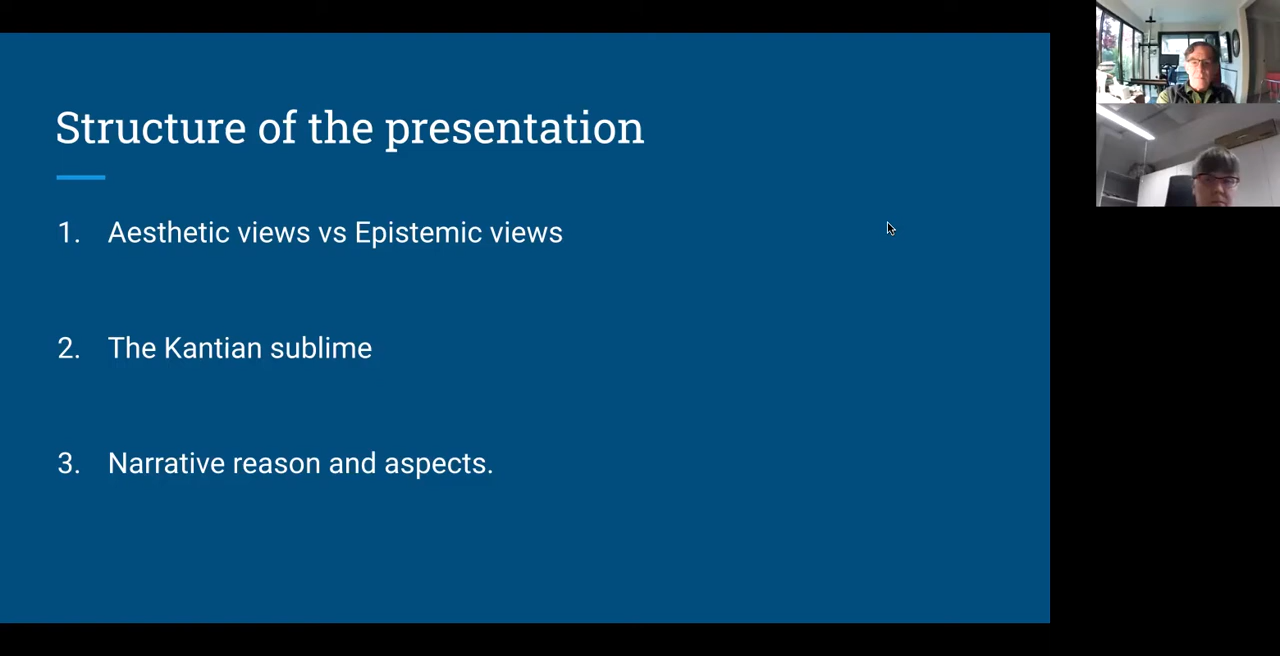 Structure of the presentation
1. Aesthetic views vs Epistemic views
2. The Kantian sublime
3. Narrative reason and aspects.